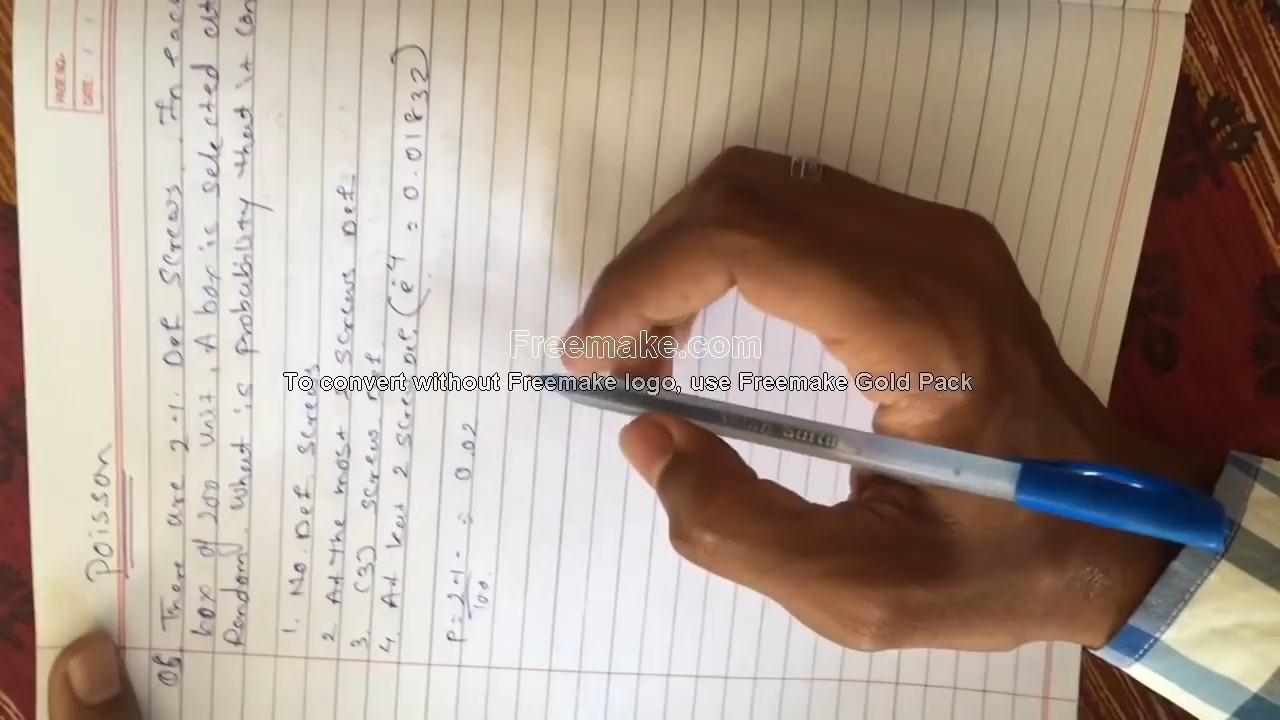 PAGE NO.
DATE: / /
Poisson
Q1 There are 2 % Def screws. In each
box of 200 unit. A box is selected at
Random. What is probability that it con
1. No. Def. Screws
2. At the most 2 Screws Def.
3. (3) Screws Def.
4. At least 2 Screw Def. (e^-4 = 0.01832)
P = 2 % = 0.02
100.
Freemake.com
To convert without Freemake logo, use Freemake Gold Pack